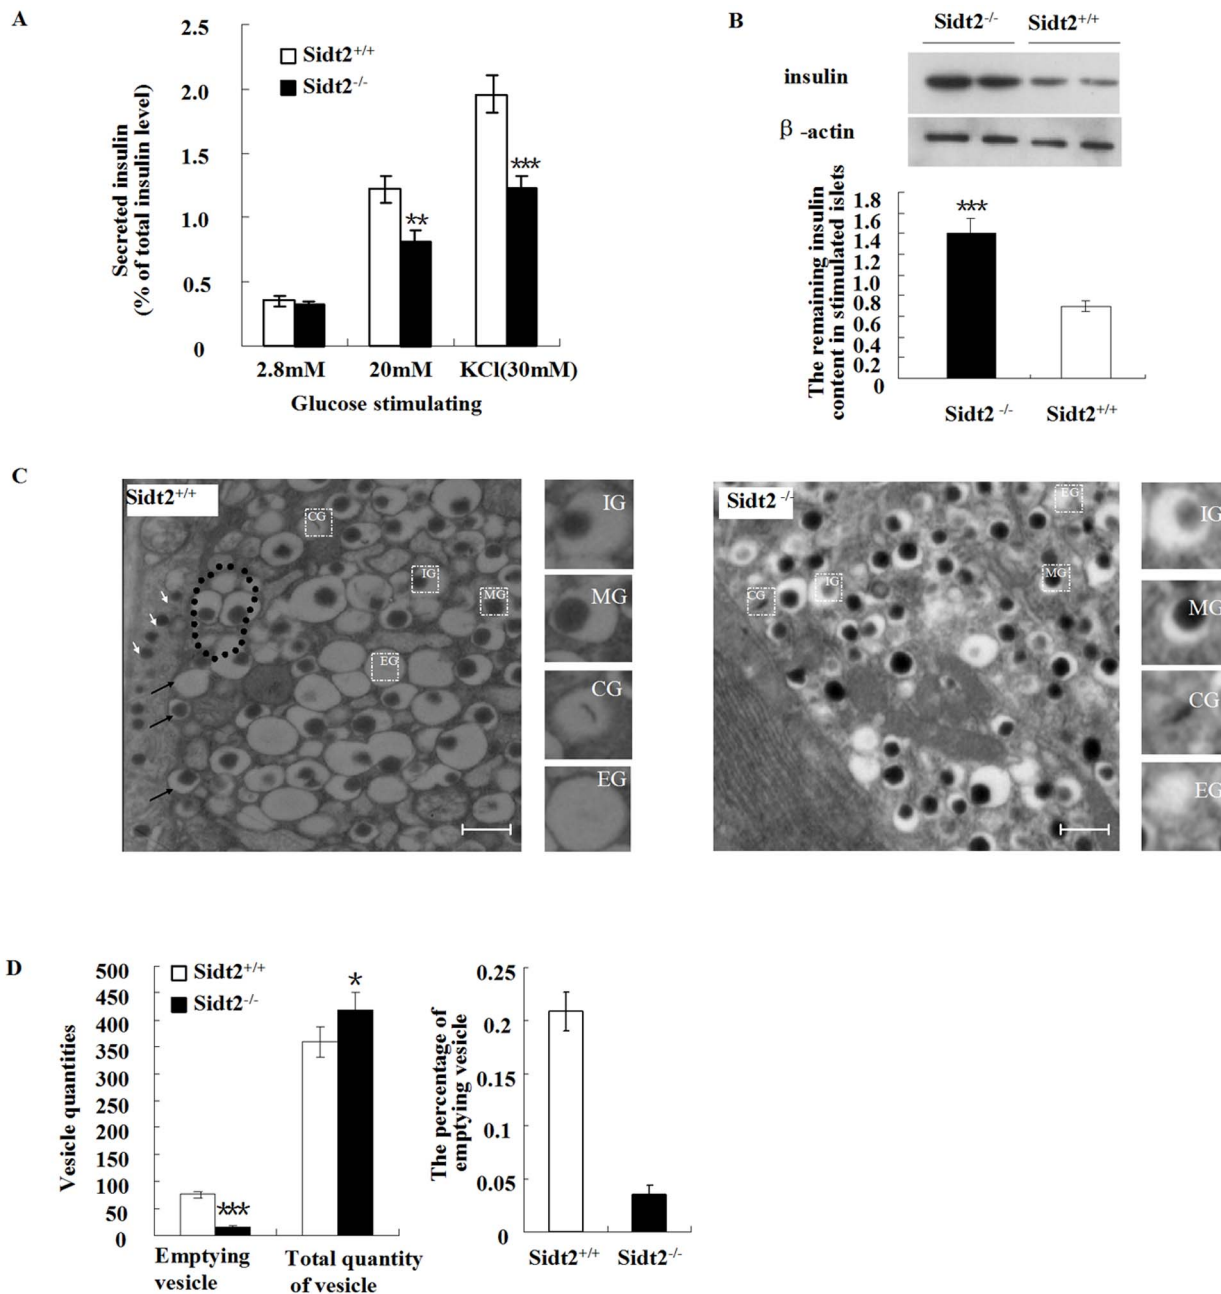 A
Secreted insulin
(% of total insulin level)
2.5
2.0
1.5
1.0
0.5
0
Sidt2+/+
Sidt2-/-
**
***
2.8mM
20mM
KCl(30mM)
Glucose stimulating
B
Sidt2-/-
Sidt2+/+
insulin
β-actin
The remaining insulin
content in stimulated islets
1.8
1.6
1.4
1.2
1.0
0.8
0.6
0.4
0.2
0
***
Sidt2 -/-
Sidt2+/+
C
Sidt2+/+
CG
IG
MG
EG
IG
MG
CG
EG
Sidt2 -/-
EG
MG
CG
IG
IG
MG
CG
EG
D
Vesicle quantities
500
450
400
350
300
250
200
150
100
50
0
Sidt2+/+
Sidt2-/-
***
*
Emptying
vesicle
Total quantity
of vesicle
The percentage of
emptying vesicle
0.25
0.2
0.15
0.1
0.05
0
Sidt2+/+
Sidt2-/-